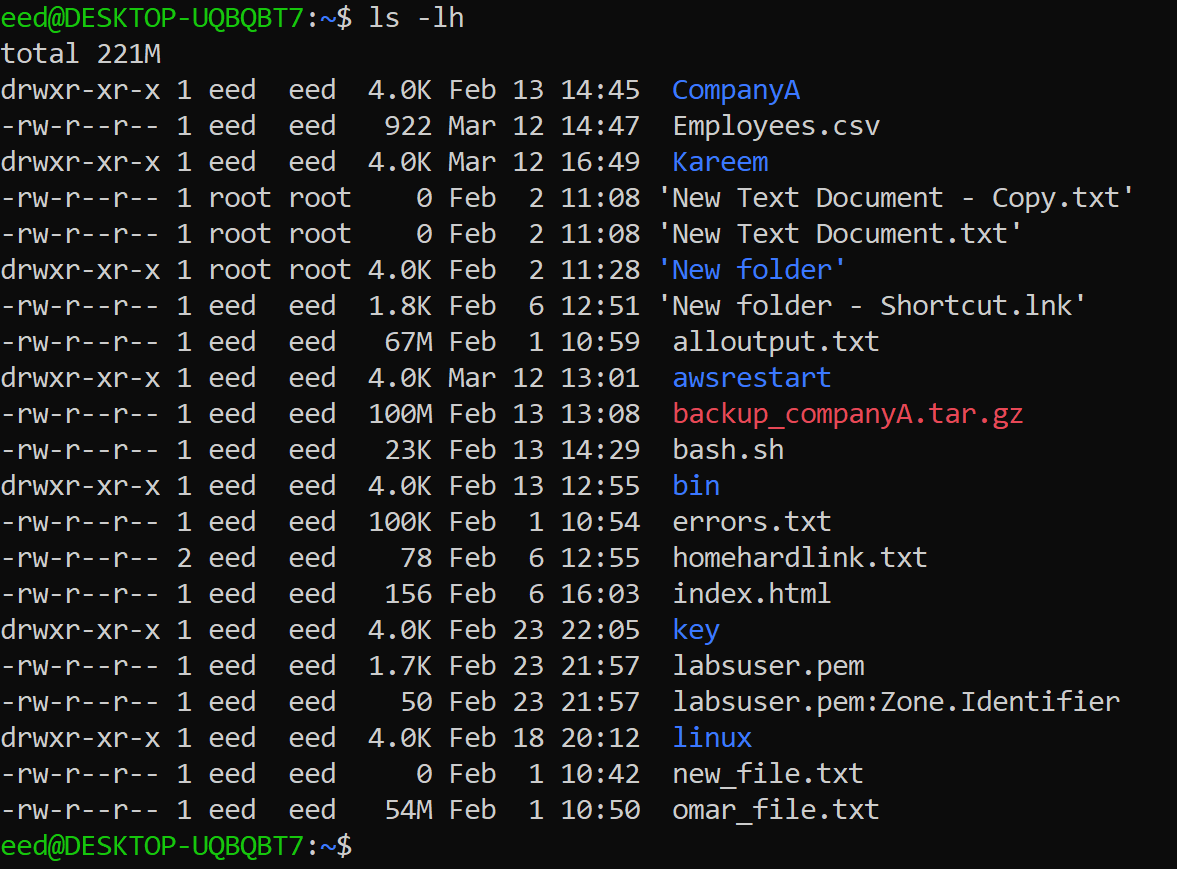 eed@DESKTOP-UQBQBT7:~$ ls -lh
total 221M
drwxr-xr-x 1 eed  eed  4.0K Feb 13 14:45  CompanyA
-rw-r--r-- 1 eed  eed   922 Mar 12 14:47  Employees.csv
drwxr-xr-x 1 eed  eed  4.0K Mar 12 16:49  Kareem
-rw-r--r-- 1 root root    0 Feb  2 11:08 'New Text Document - Copy.txt'
-rw-r--r-- 1 root root    0 Feb  2 11:08 'New Text Document.txt'
drwxr-xr-x 1 root root 4.0K Feb  2 11:28 'New folder'
-rw-r--r-- 1 eed  eed  1.8K Feb  6 12:51 'New folder - Shortcut.lnk'
-rw-r--r-- 1 eed  eed   67M Feb  1 10:59  alloutput.txt
drwxr-xr-x 1 eed  eed  4.0K Mar 12 13:01  awsrestart
-rw-r--r-- 1 eed  eed  100M Feb 13 13:08  backup_companyA.tar.gz
-rw-r--r-- 1 eed  eed   23K Feb 13 14:29  bash.sh
drwxr-xr-x 1 eed  eed  4.0K Feb 13 12:55  bin
-rw-r--r-- 1 eed  eed  100K Feb  1 10:54  errors.txt
-rw-r--r-- 2 eed  eed    78 Feb  6 12:55  homehardlink.txt
-rw-r--r-- 1 eed  eed   156 Feb  6 16:03  index.html
drwxr-xr-x 1 eed  eed  4.0K Feb 23 22:05  key
-rw-r--r-- 1 eed  eed  1.7K Feb 23 21:57  labsuser.pem
-rw-r--r-- 1 eed  eed    50 Feb 23 21:57  labsuser.pem:Zone.Identifier
drwxr-xr-x 1 eed  eed  4.0K Feb 18 20:12  linux
-rw-r--r-- 1 eed  eed     0 Feb  1 10:42  new_file.txt
-rw-r--r-- 1 eed  eed   54M Feb  1 10:50  omar_file.txt
eed@DESKTOP-UQBQBT7:~$